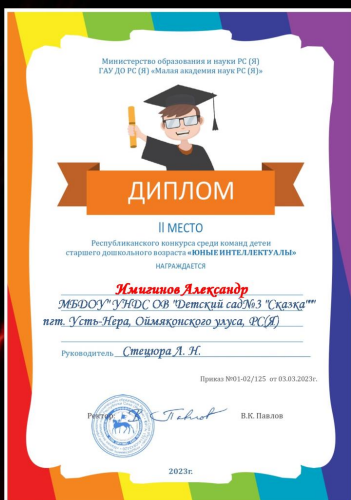 Министерство образования и науки РС (Я)
ГАУ ДО РС (Я) «Малая академия наук РС (Я)»
ДИПЛОМ
II МЕСТО
Республиканского конкурса среди команд детей
старшего дошкольного возраста «ЮНЫЕ ИНТЕЛЛЕКТУАЛЫ»
НАГРАЖДАЕТСЯ
Имигинов Александр
МБДОУ" УНДС ОВ "Детский сад№3 "Сказка""
пгт. Усть-Нера, Оймяконского улуса, РС(Я)
Руководитель Стецюра Л. Н.
Приказ №01-02/125 от 03.03.2023г.
Ректор В.К. Павлов
2023г.